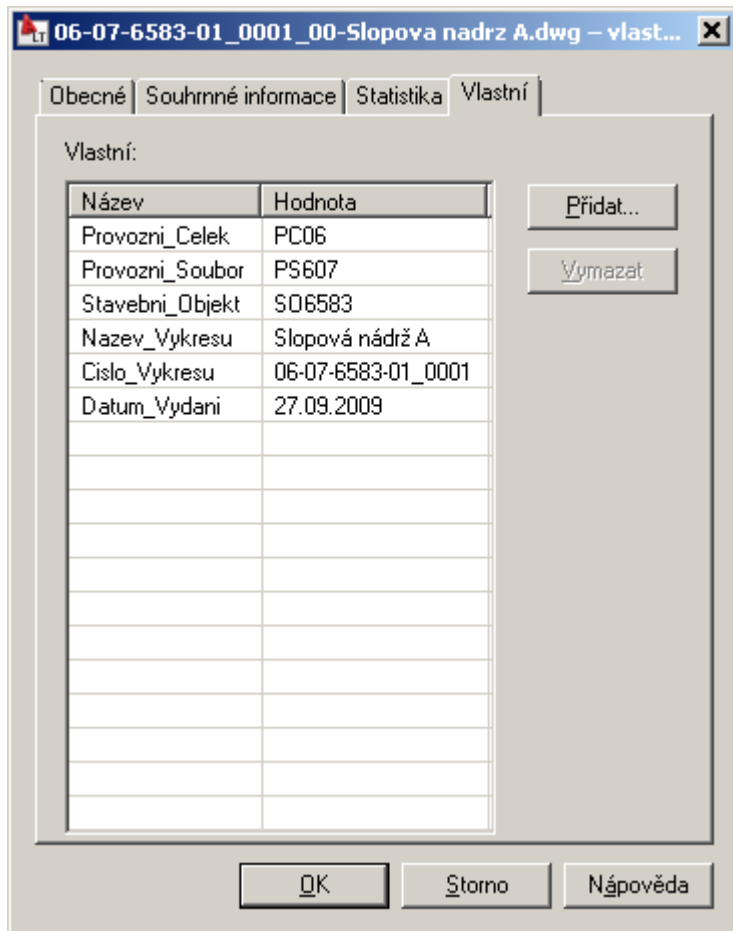 LT 06-07-6583-01_0001_00-Slopova nadrz A.dwg – vlast...
Obecné Souhrnné informace Statistika Vlastní
Vlastní:
Název Hodnota
Provozni_Celek PC06
Provozni_Soubor PS607
Stavebni_Objekt SO6583
Nazev_Vykresu Slopová nádrž A
Cislo_Vykresu 06-07-6583-01_0001
Datum_Vydani 27.09.2009
Přidat...
Vymazat
OK Storno Nápověda